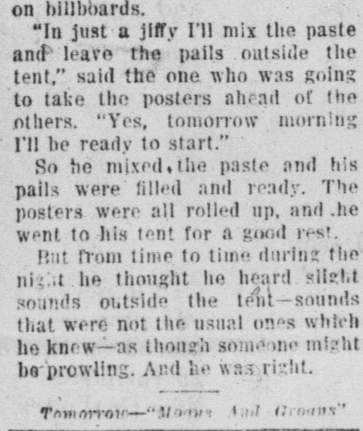 on billboards.
"In just a jiffy I'll mix the paste
and leave the pails outside the
tent," said the one who was going
to take the posters ahead of the
others. "Yes, tomorrow morning
I'll be ready to start."
So he mixed the paste and his
pails were filled and ready. The
posters were all rolled up, and he
went to his tent for a good rest.
But from time to time during the
night he thought he heard slight
sounds outside the tent—sounds
that were not the usual ones which
he knew—as though someone might
be prowling. And he was right.
Tomorrow—"Moans And Groans"